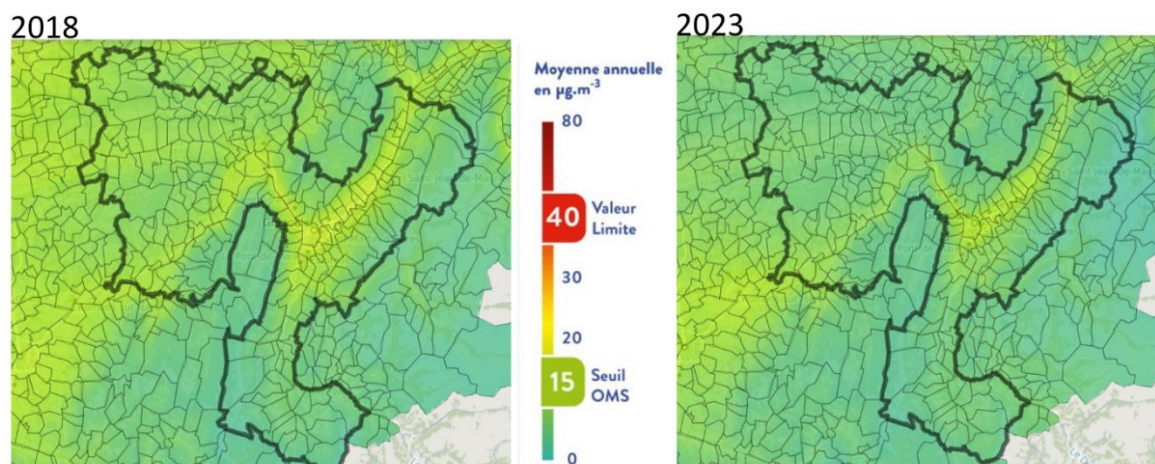 2018
2023
Moyenne annuelle
en µg.m⁻³
80
40 Valeur
Limite
30
20
15 Seuil
OMS
0